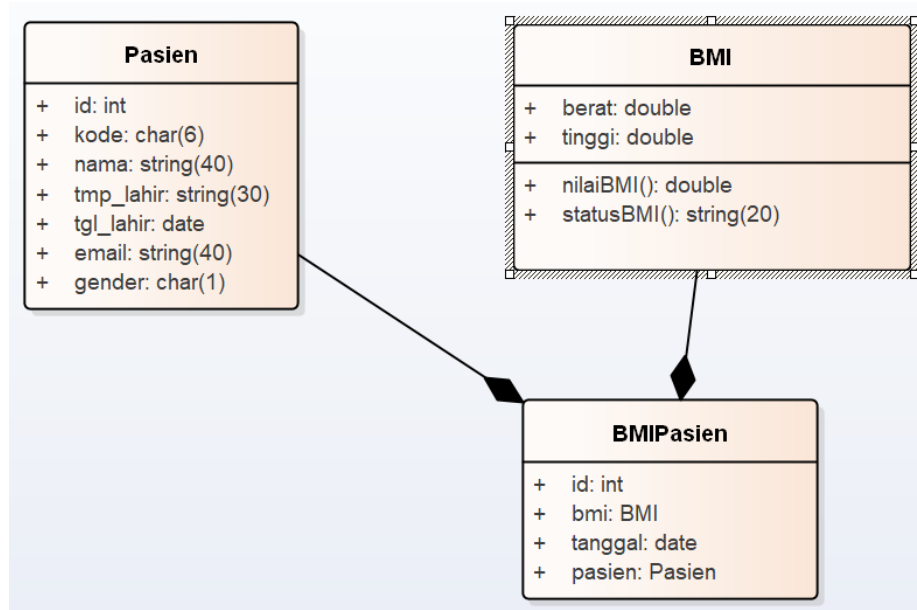 Pasien
+ id: int
+ kode: char(6)
+ nama: string(40)
+ tmp_lahir: string(30)
+ tgl_lahir: date
+ email: string(40)
+ gender: char(1)
BMI
+ berat: double
+ tinggi: double
+ nilaiBMI(): double
+ statusBMI(): string(20)
BMIPasien
+ id: int
+ bmi: BMI
+ tanggal: date
+ pasien: Pasien